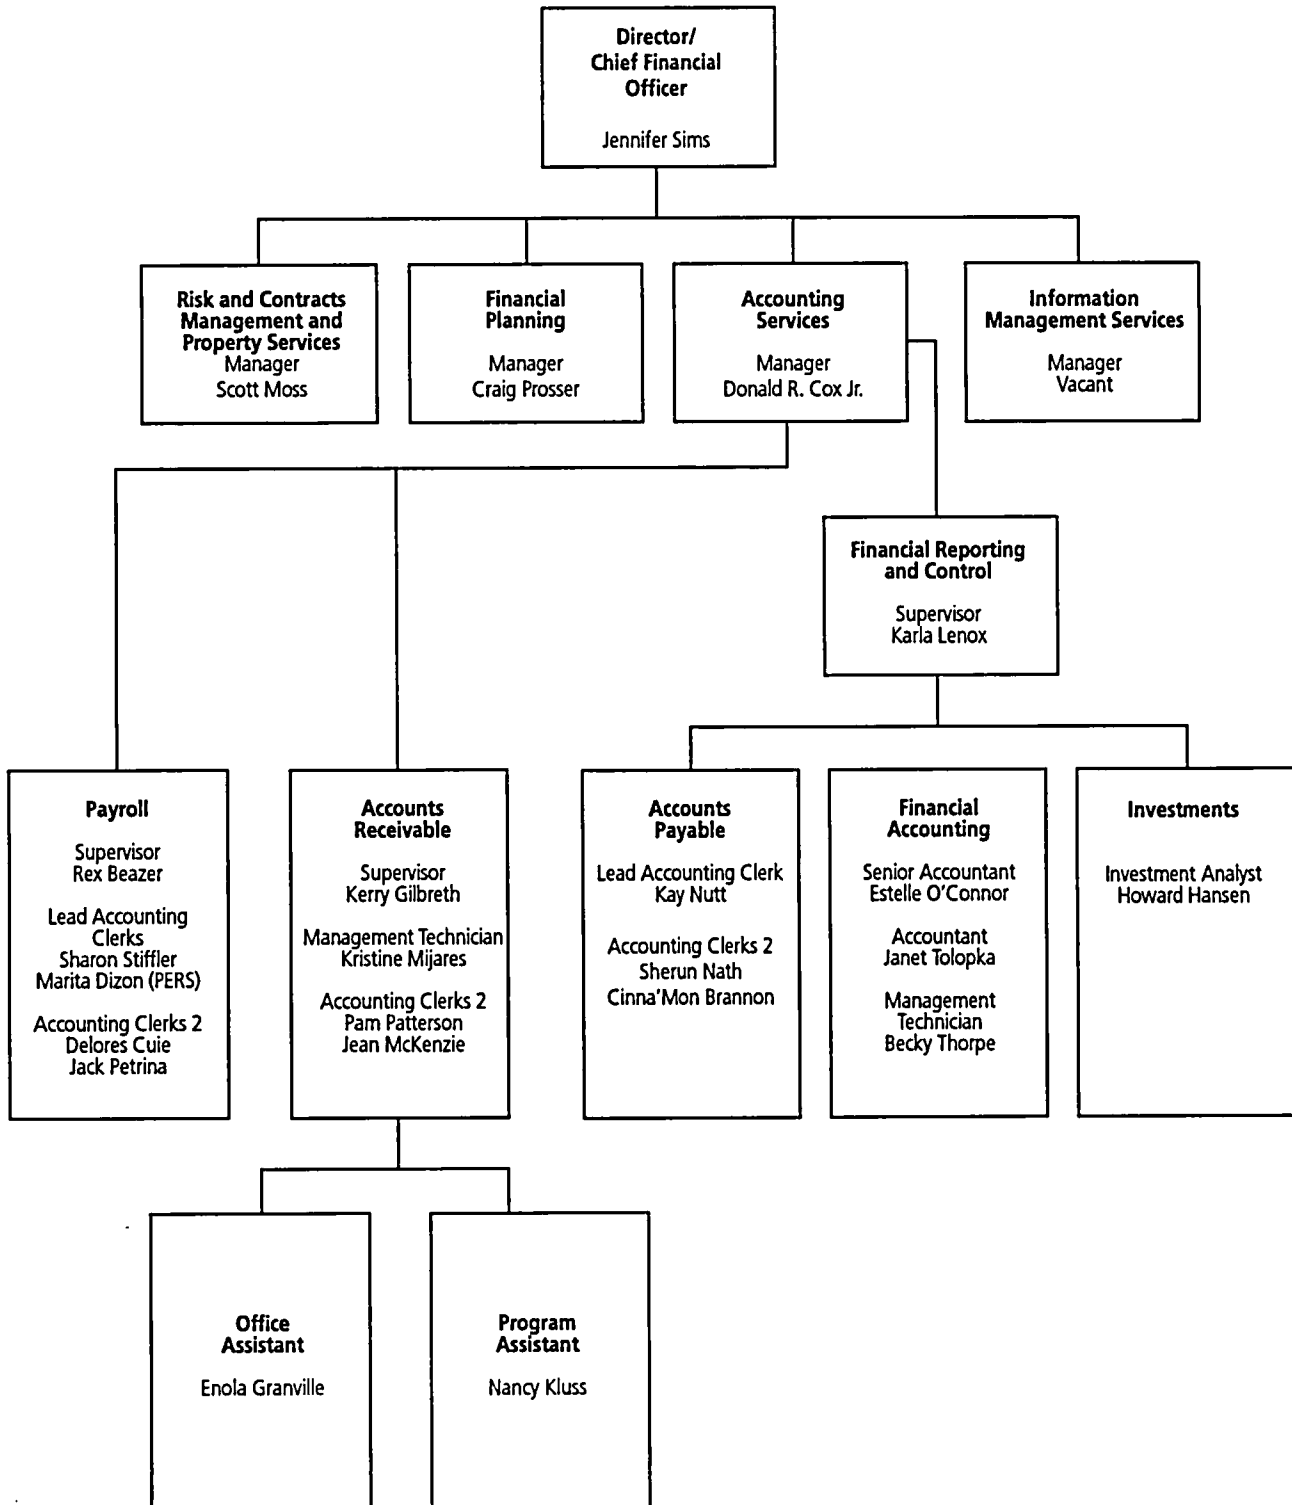 Director/
Chief Financial
Officer
Jennifer Sims
Risk and Contracts
Management and
Property Services
Manager
Scott Moss
Financial
Planning
Manager
Craig Prosser
Accounting
Services
Manager
Donald R. Cox Jr.
Information
Management Services
Manager
Vacant
Financial Reporting
and Control
Supervisor
Karla Lenox
Payroll
Supervisor
Rex Beazer
Lead Accounting
Clerks
Sharon Stiffler
Marita Dizon (PERS)
Accounting Clerks 2
Delores Cuie
Jack Petrina
Accounts
Receivable
Supervisor
Kerry Gilbreth
Management Technician
Kristine Mijares
Accounting Clerks 2
Pam Patterson
Jean McKenzie
Accounts
Payable
Lead Accounting Clerk
Kay Nutt
Accounting Clerks 2
Sherun Nath
Cinna'Mon Brannon
Financial
Accounting
Senior Accountant
Estelle O'Connor
Accountant
Janet Tolopka
Management
Technician
Becky Thorpe
Investments
Investment Analyst
Howard Hansen
Office
Assistant
Enola Granville
Program
Assistant
Nancy Kluss